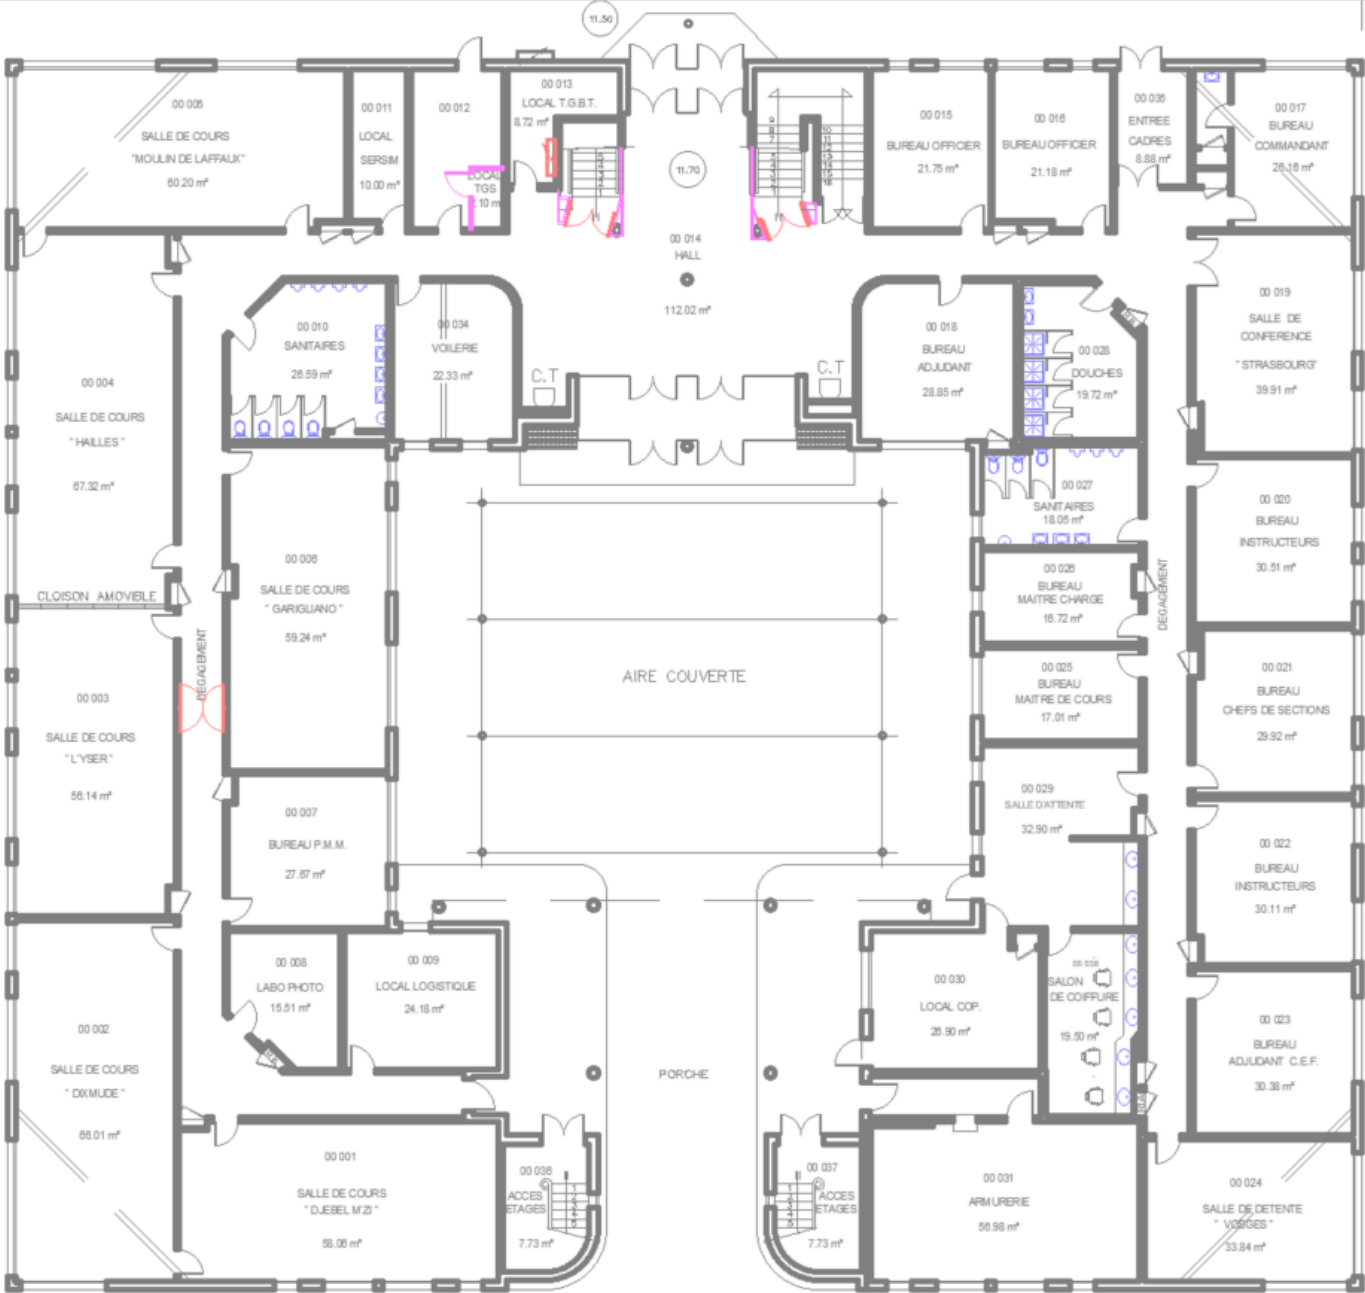 11.50
00 005
SALLE DE COURS
"MOULIN DE LAFFAUX"
60.20 m²
00 011
LOCAL
SERSIM
10.00 m²
00 012
LOCAL
TGS
00 013
LOCAL T.G.B.T.
8.72 m²
11.70
00 014
HALL
112.02 m²
00 015
BUREAU OFFICIER
21.75 m²
00 016
BUREAU OFFICIER
21.18 m²
00 035
ENTREE
CADRES
8.88 m²
00 017
BUREAU
COMMANDANT
26.16 m²
00 004
SALLE DE COURS
" HAILLES "
67.32 m²
00 010
SANITAIRES
26.59 m²
00 034
VOILERIE
22.33 m²
C.T
C.T
00 018
BUREAU
ADJUDANT
28.85 m²
00 028
DOUCHES
19.72 m²
00 019
SALLE DE
CONFERENCE
" STRASBOURG"
39.91 m²
00 027
SANITAIRES
18.05 m²
00 020
BUREAU
INSTRUCTEURS
30.51 m²
CLOISON AMOVIBLE
00 006
SALLE DE COURS
" GARIGLIANO "
59.24 m²
DEGAGEMENT
00 026
BUREAU
MAITRE CHARGE
16.72 m²
DEGAGEMENT
00 003
SALLE DE COURS
" L'YSER "
56.14 m²
AIRE COUVERTE
00 025
BUREAU
MAITRE DE COURS
17.01 m²
00 021
BUREAU
CHEFS DE SECTIONS
29.92 m²
00 007
BUREAU P.M.M.
27.67 m²
00 029
SALLE D'ATTENTE
32.90 m²
00 022
BUREAU
INSTRUCTEURS
30.11 m²
00 008
LABO PHOTO
15.51 m²
00 009
LOCAL LOGISTIQUE
24.18 m²
00 030
LOCAL COP.
26.90 m²
SALON
DE COIFFURE
19.50 m²
00 023
BUREAU
ADJUDANT C.E.F.
30.38 m²
00 002
SALLE DE COURS
" DIXMUDE "
66.01 m²
PORCHE
00 001
SALLE DE COURS
" DJEBEL M'ZI "
58.06 m²
00 036
ACCES
ETAGES
7.73 m²
00 037
ACCES
ETAGES
7.73 m²
00 031
ARMURERIE
56.98 m²
00 024
SALLE DE DETENTE
" VOSGES "
33.84 m²